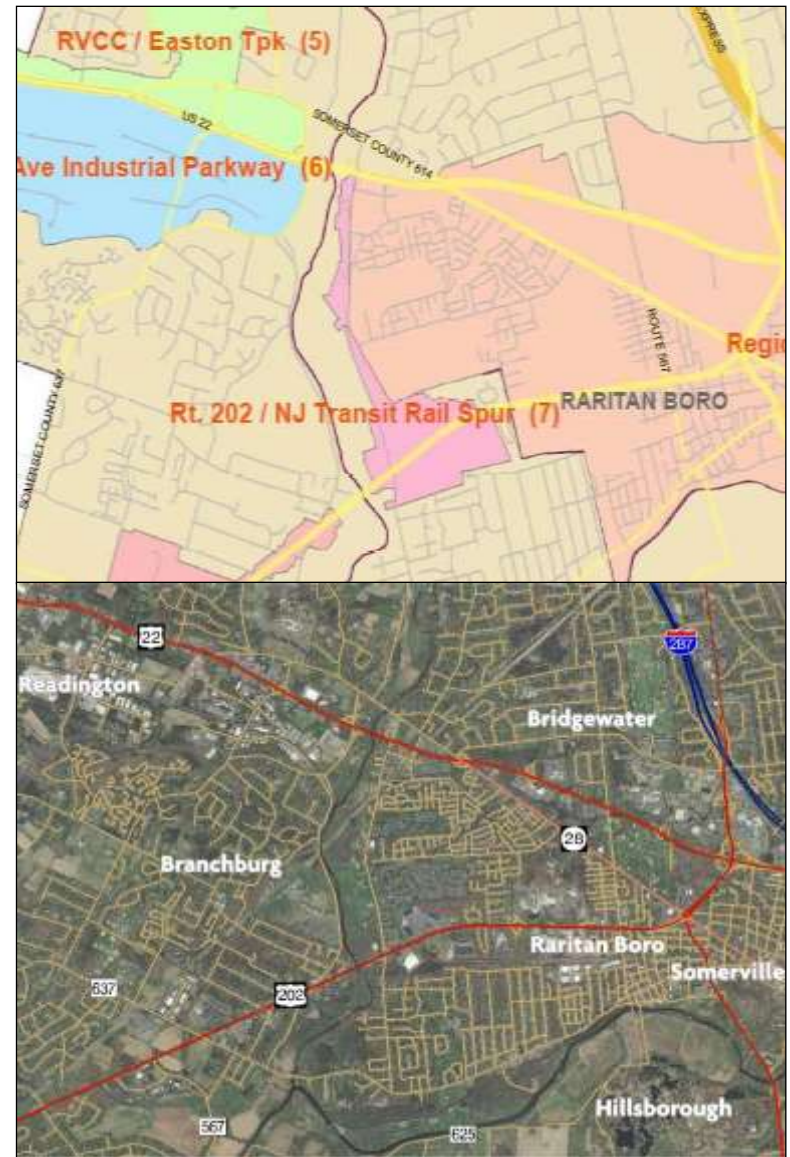 EXPRESS
RVCC / Easton Tpk (5)
US 22
SOMERSET COUNTY 614
Ave Industrial Parkway (6)
ROUTE 567
Regio
SOMERSET COUNTY 637
RARITAN BORO
Rt. 202 / NJ Transit Rail Spur (7)
22
287
Readington
Bridgewater
28
Branchburg
Raritan Boro
Somerville
637
202
Hillsborough
567
625